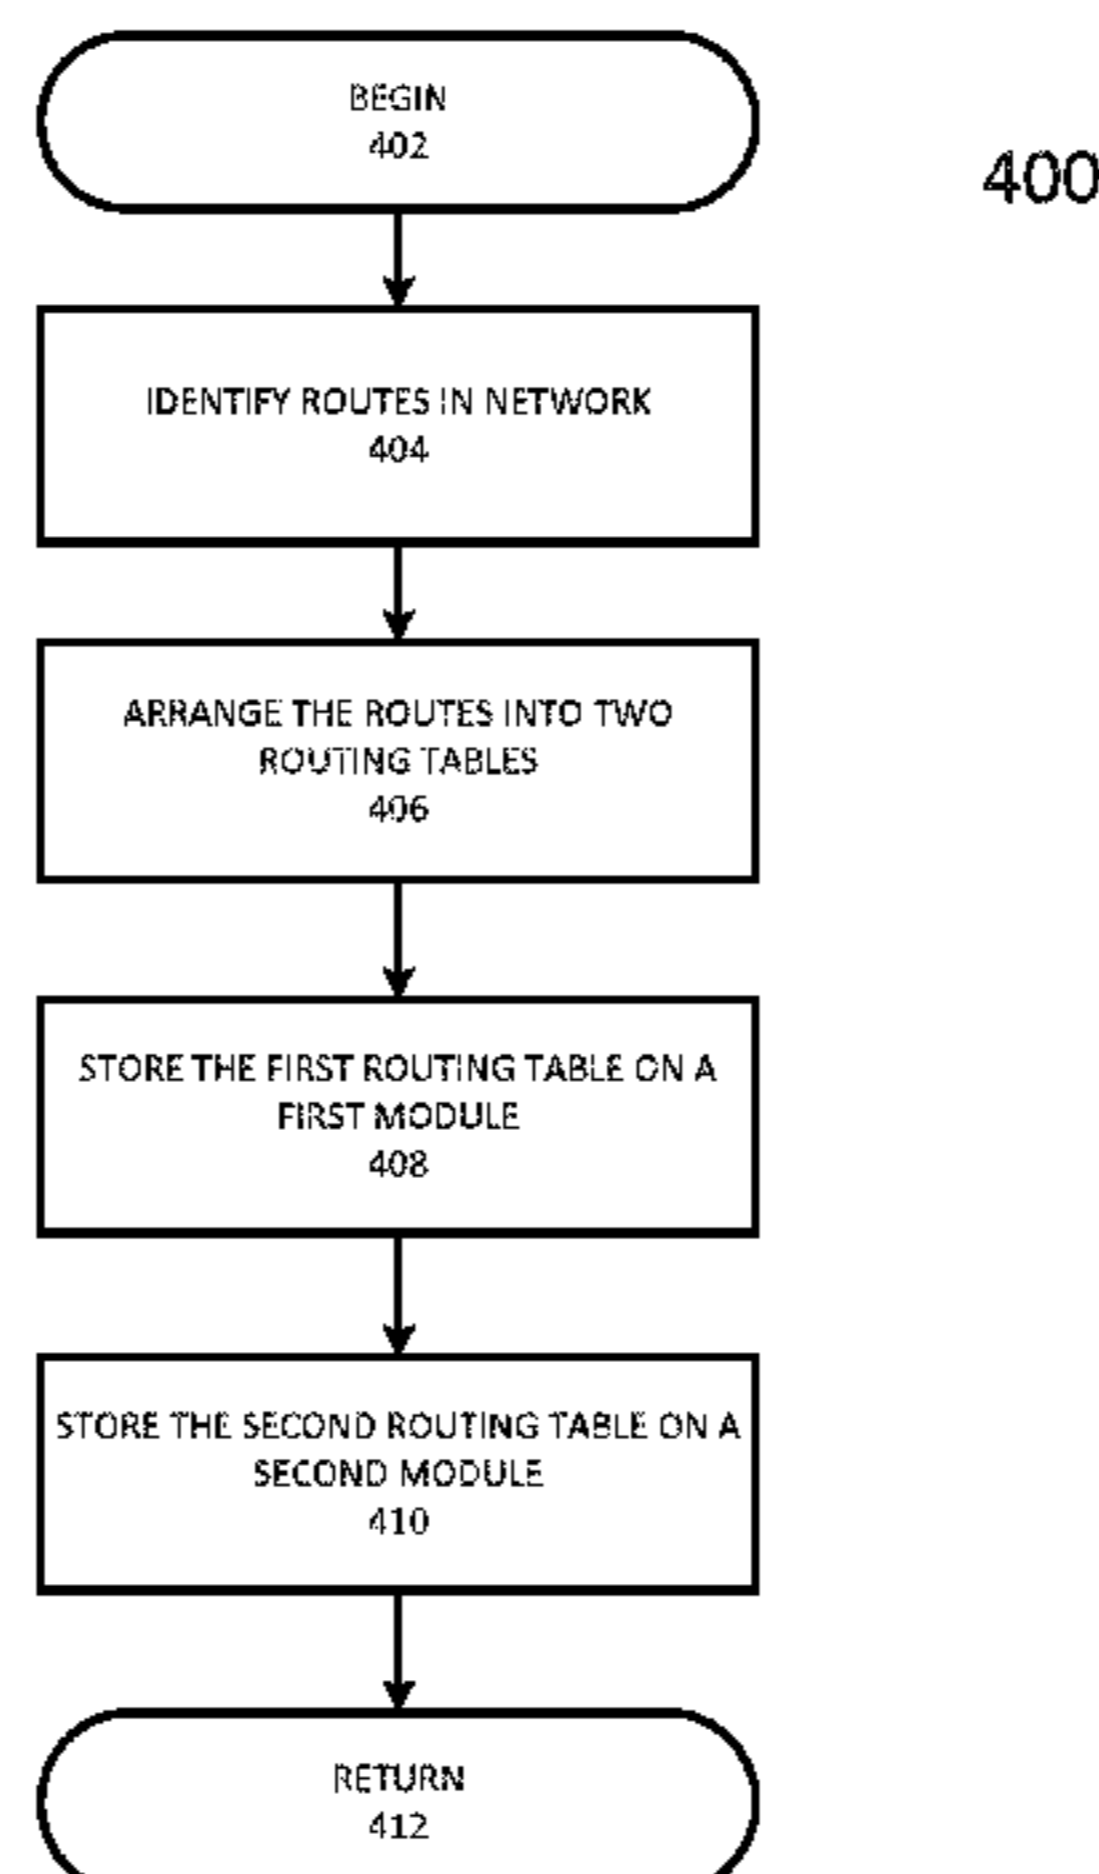 BEGIN
402
400
IDENTIFY ROUTES IN NETWORK
404
ARRANGE THE ROUTES INTO TWO
ROUTING TABLES
406
STORE THE FIRST ROUTING TABLE ON A
FIRST MODULE
408
STORE THE SECOND ROUTING TABLE ON A
SECOND MODULE
410
RETURN
412